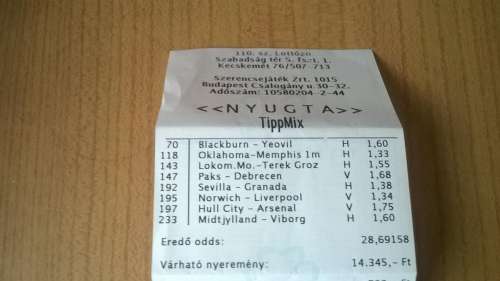 110. sz. Lottózó
Szabadság tér 5. fs.t. 1.
Kecskemét 76/507-713
Szerencsejáték Zrt. 1015
Budapest Csalogány u.30-32.
Adószám: 10580204-2-44
<<NYUGTA>>
TippMix
70 Blackburn - Yeovil H 1,60
118 Oklahoma-Memphis 1m H 1,33
143 Lokom.Mo.-Terek Groz H 1,55
147 Paks - Debrecen V 1,68
192 Sevilla - Granada H 1,38
195 Norwich - Liverpool V 1,34
197 Hull City - Arsenal V 1,75
233 Midtjylland - Viborg H 1,60
Eredő odds: 28,69158
Várható nyeremény: 14.345,- Ft